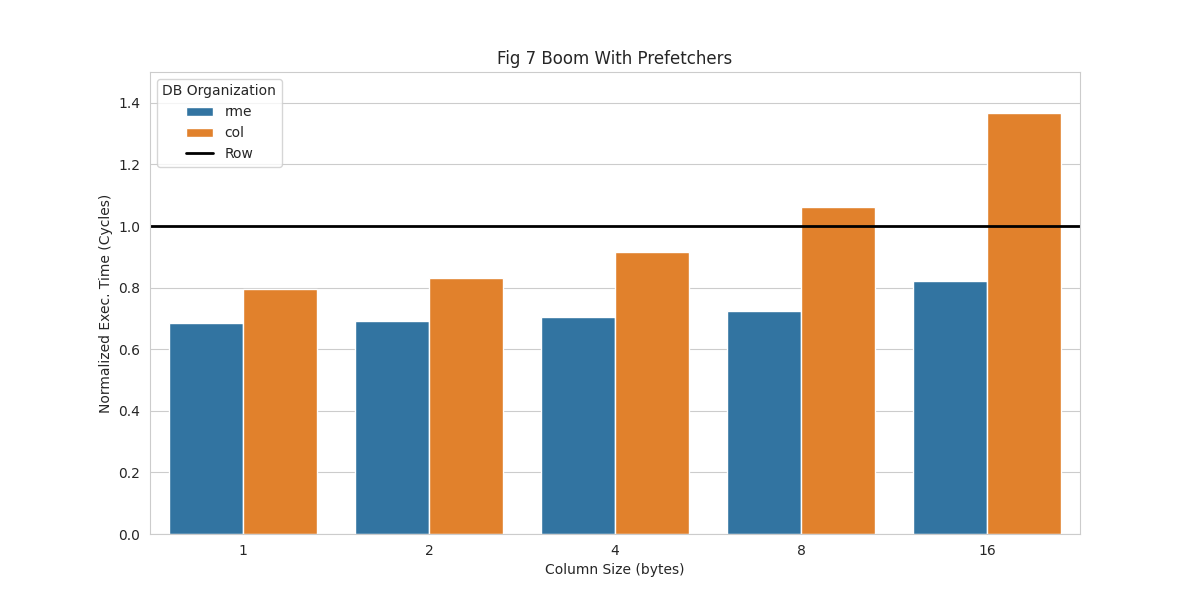 Fig 7 Boom With Prefetchers
DB Organization
rme
col
Row
Normalized Exec. Time (Cycles)
1.4
1.2
1.0
0.8
0.6
0.4
0.2
0.0
1 2 4 8 16
Column Size (bytes)